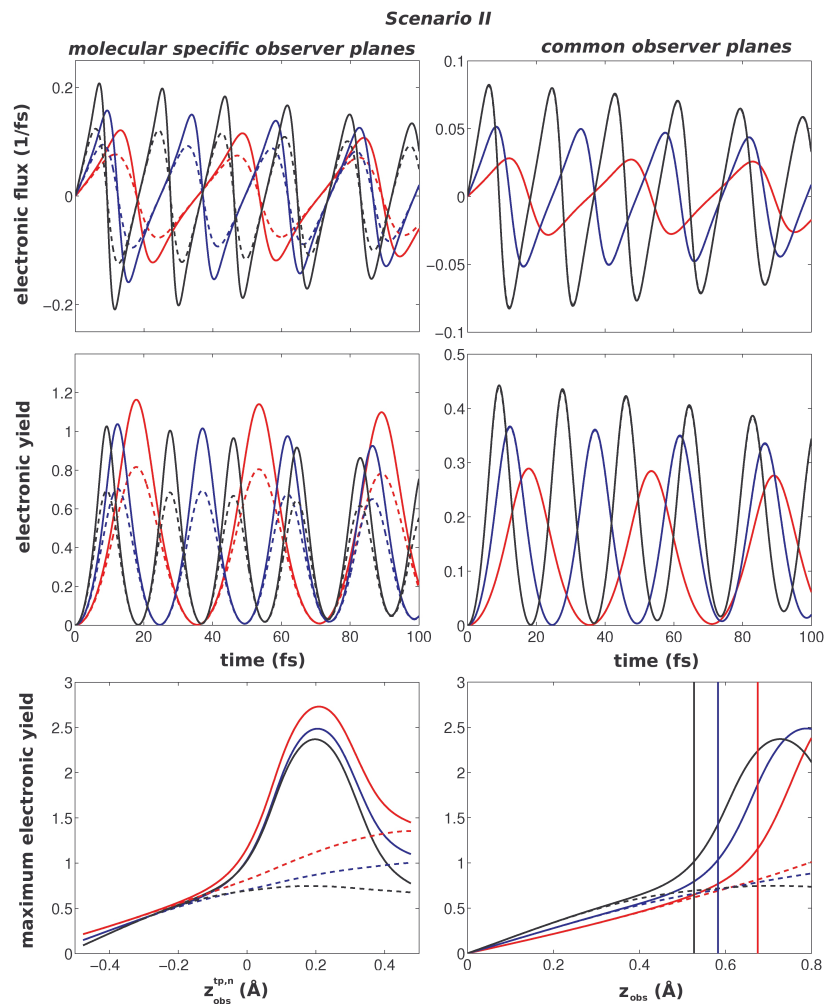 Scenario II
molecular specific observer planes
common observer planes
electronic flux (1/fs)
0.2
0
−0.2
0.1
0.05
0
−0.05
−0.1
electronic yield
1.2
1
0.8
0.6
0.4
0.2
0
0 20 40 60 80 100
time (fs)
0.5
0.4
0.3
0.2
0.1
0
0 20 40 60 80 100
time (fs)
maximum electronic yield
3
2.5
2
1.5
1
0.5
0
−0.4 −0.2 0 0.2 0.4
z_obs^tp,n (Å)
3
2.5
2
1.5
1
0.5
0
0 0.2 0.4 0.6 0.8
z_obs (Å)